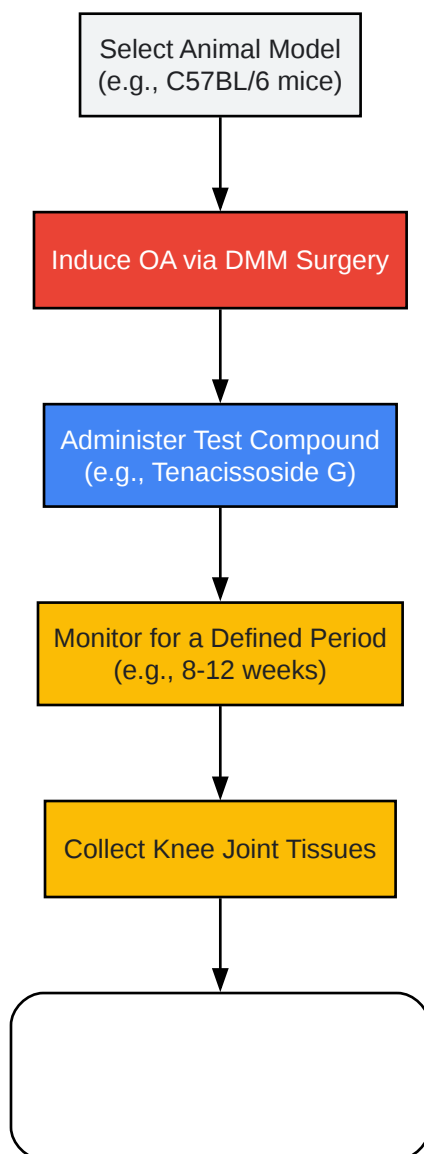 Select Animal Model
(e.g., C57BL/6 mice)
Induce OA via DMM Surgery
Administer Test Compound
(e.g., Tenacissoside G)
Monitor for a Defined Period
(e.g., 8-12 weeks)
Collect Knee Joint Tissues